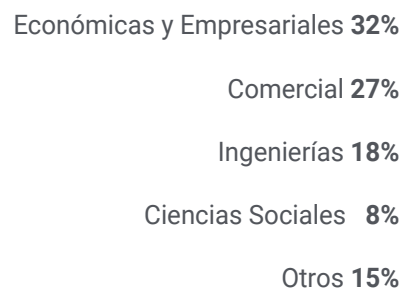 Económicas y Empresariales 32%
Comercial 27%
Ingenierías 18%
Ciencias Sociales 8%
Otros 15%